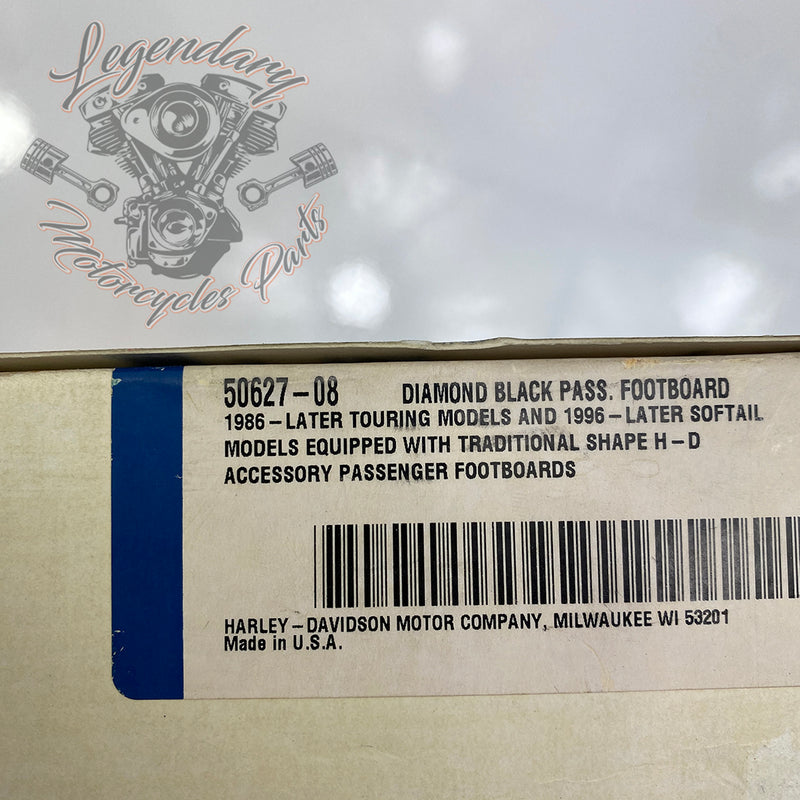 Legendary
Motorcycles Parts
50627-08 DIAMOND BLACK PASS. FOOTBOARD
1986-LATER TOURING MODELS AND 1996-LATER SOFTAIL
MODELS EQUIPPED WITH TRADITIONAL SHAPE H-D
ACCESSORY PASSENGER FOOTBOARDS
HARLEY-DAVIDSON MOTOR COMPANY, MILWAUKEE WI 53201
Made in U.S.A.